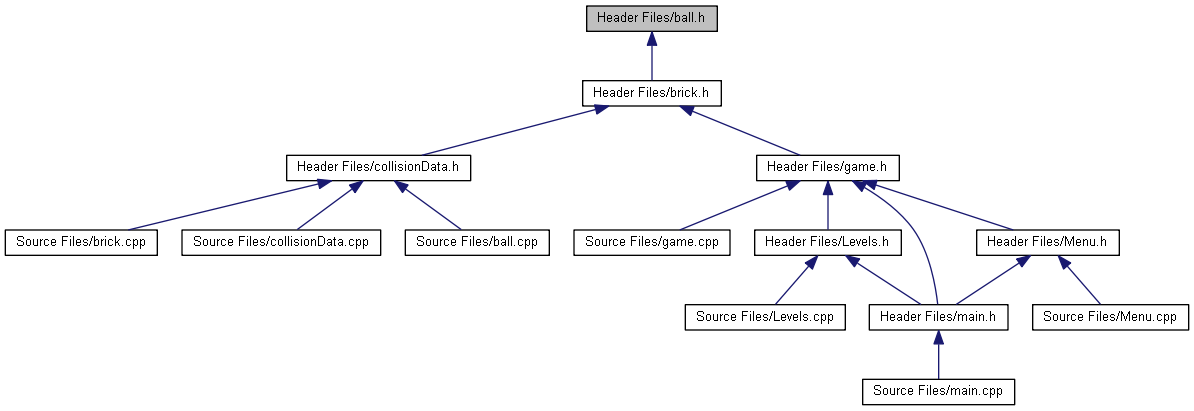 Header Files/ball.h
Header Files/brick.h
Header Files/collisionData.h
Header Files/game.h
Source Files/brick.cpp
Source Files/collisionData.cpp
Source Files/ball.cpp
Source Files/game.cpp
Header Files/Levels.h
Header Files/Menu.h
Source Files/Levels.cpp
Header Files/main.h
Source Files/Menu.cpp
Source Files/main.cpp